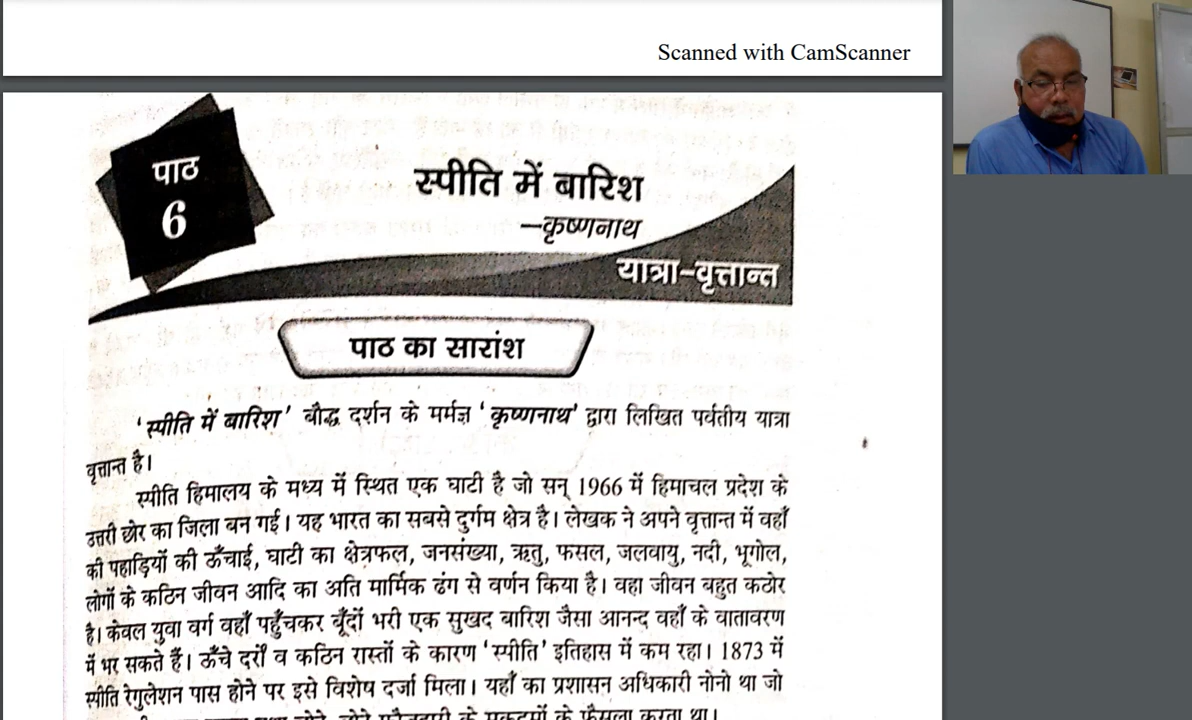 Scanned with CamScanner
पाठ
6
स्पीति में बारिश
–कृष्णनाथ
यात्रा-वृत्तान्त
पाठ का सारांश
'स्पीति में बारिश' बौद्ध दर्शन के मर्मज्ञ 'कृष्णनाथ' द्वारा लिखित पर्वतीय यात्रा
वृत्तान्त है।
स्पीति हिमालय के मध्य में स्थित एक घाटी है जो सन् 1966 में हिमाचल प्रदेश के
उत्तरी छोर का जिला बन गई। यह भारत का सबसे दुर्गम क्षेत्र है। लेखक ने अपने वृत्तान्त में वहाँ
की पहाड़ियों की ऊँचाई, घाटी का क्षेत्रफल, जनसंख्या, ऋतु, फसल, जलवायु, नदी, भूगोल,
लोगों के कठिन जीवन आदि का अति मार्मिक ढंग से वर्णन किया है। वहा जीवन बहुत कठोर
है। केवल युवा वर्ग वहाँ पहुँचकर बूँदों भरी एक सुखद बारिश जैसा आनन्द वहाँ के वातावरण
में भर सकते हैं। ऊँचे दर्रों व कठिन रास्तों के कारण 'स्पीति' इतिहास में कम रहा। 1873 में
स्पीति रेगुलेशन पास होने पर इसे विशेष दर्जा मिला। यहाँ का प्रशासन अधिकारी नोनो था जो
के मुकदमों के फैसला करता था।